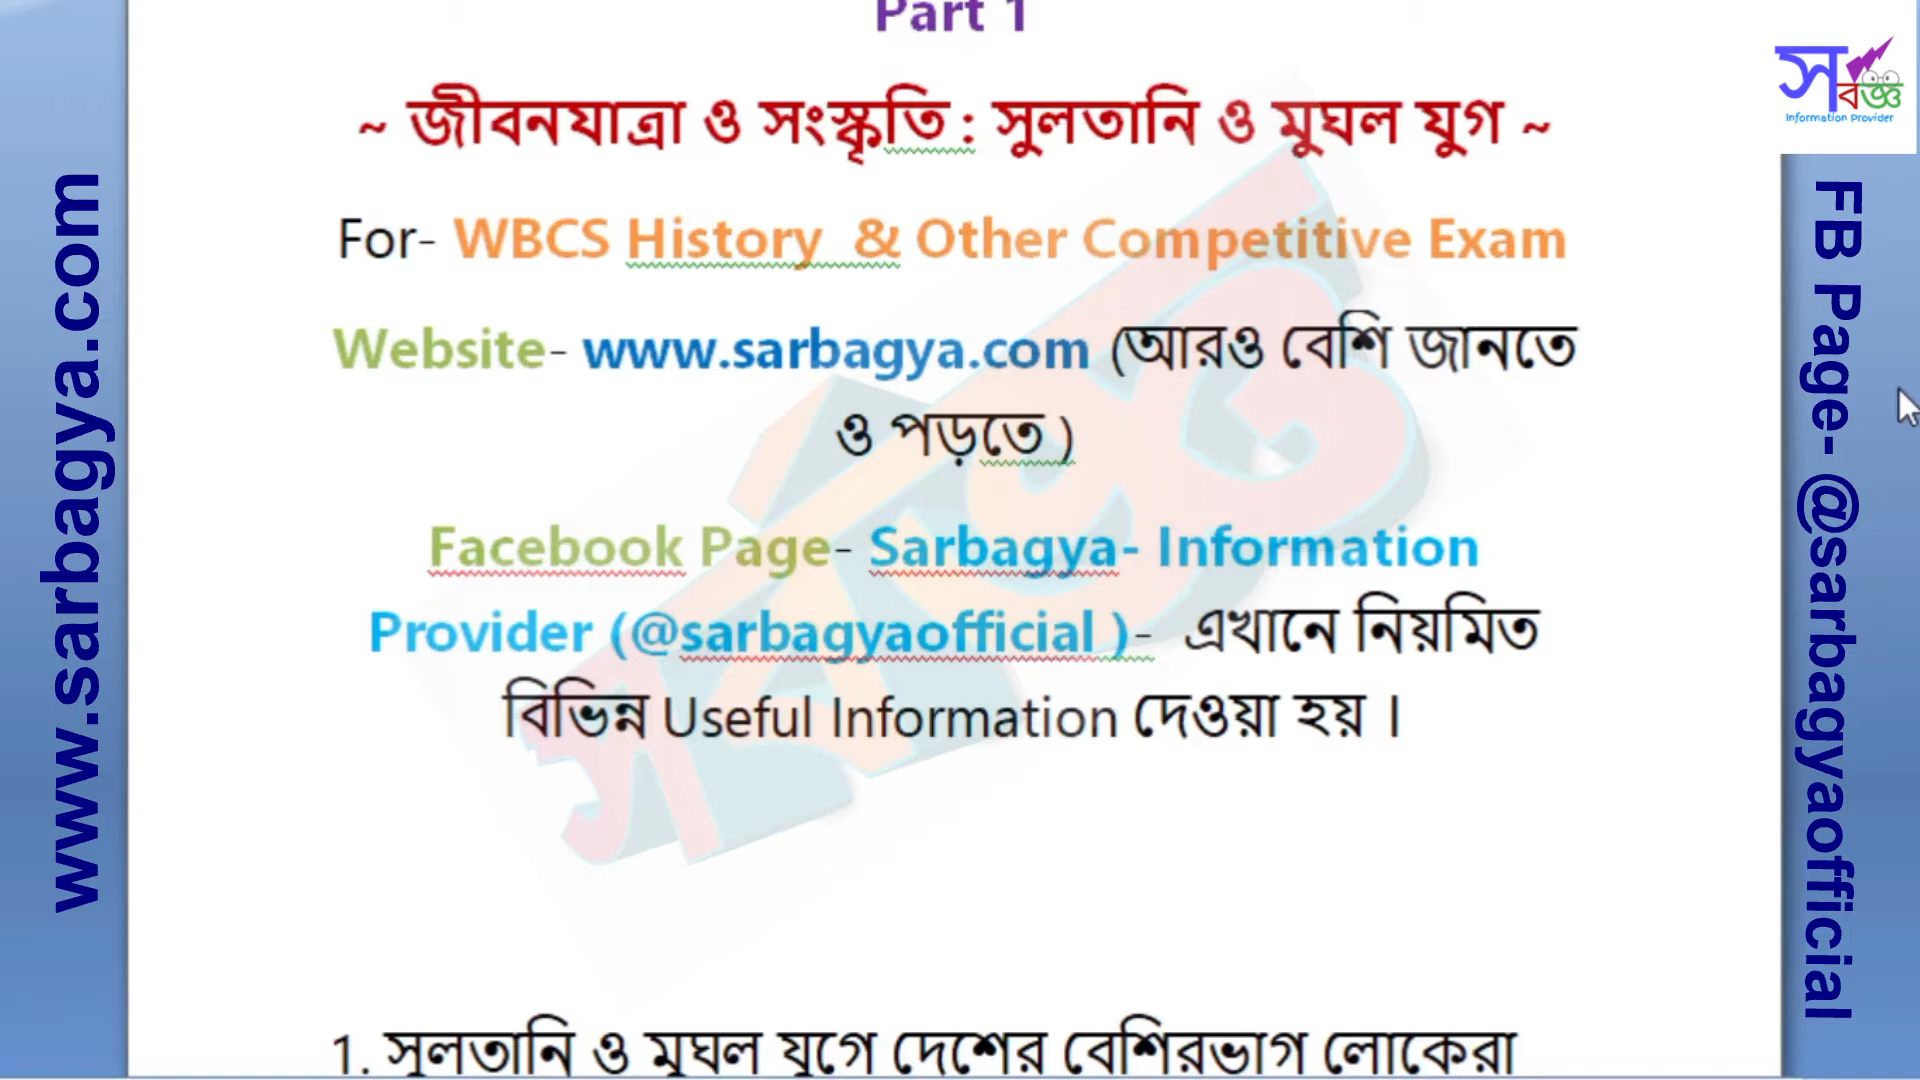 Part 1
~ জীবনযাত্রা ও সংস্কৃতি : সুলতানি ও মুঘল যুগ ~
For- WBCS History & Other Competitive Exam
Website- www.sarbagya.com (আরও বেশি জানতে
ও পড়তে )
Facebook Page- Sarbagya- Information
Provider (@sarbagyaofficial )- এখানে নিয়মিত
বিভিন্ন Useful Information দেওয়া হয় ।
1. সুলতানি ও মুঘল যুগে দেশের বেশিরভাগ লোকেরা
www.sarbagya.com
FB Page- @sarbagyaofficial
সর্বজ্ঞ
Information Provider
সর্বজ্ঞ